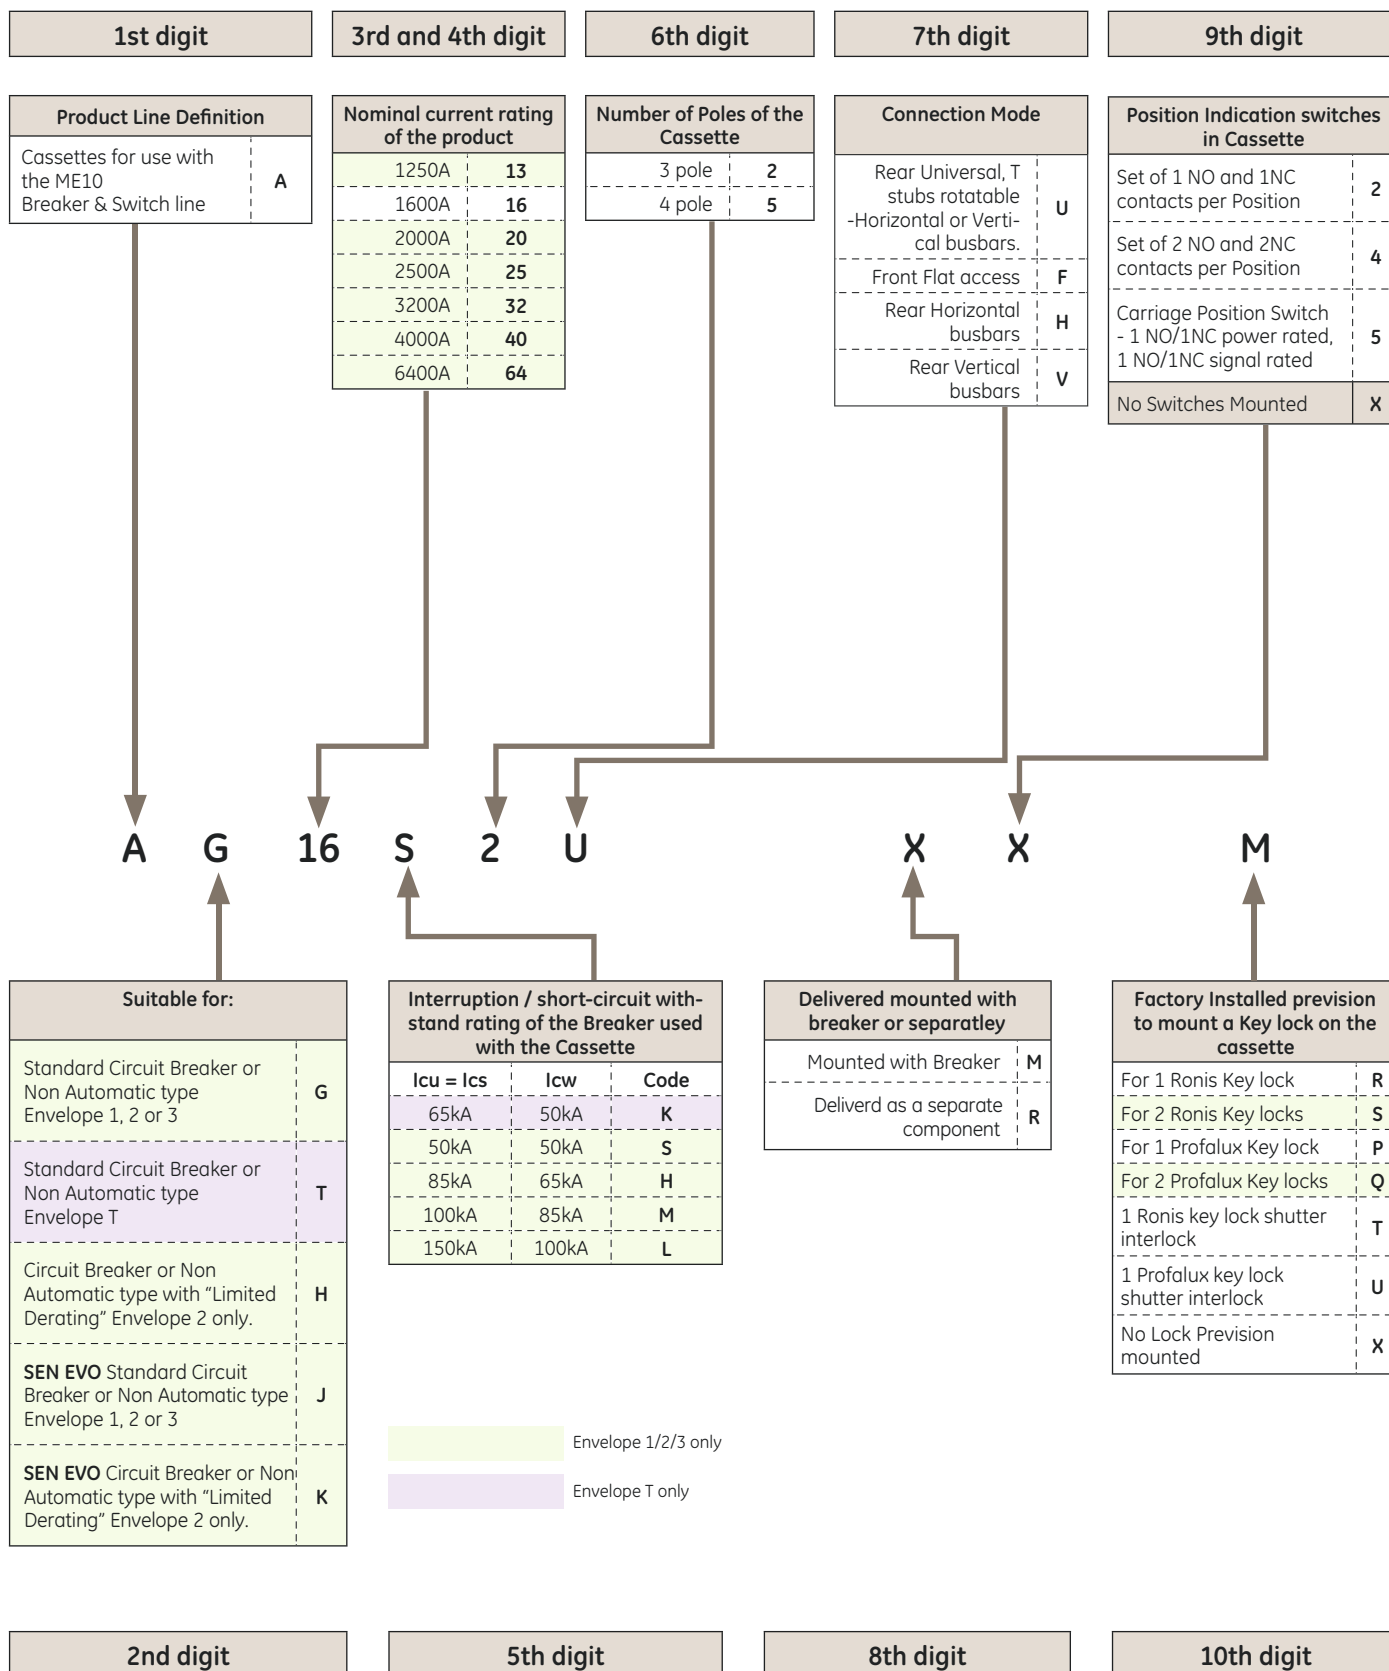 1st digit
3rd and 4th digit
6th digit
7th digit
9th digit
Product Line Definition
Cassettes for use with
the ME10
Breaker & Switch line
A
Nominal current rating
of the product
1250A 13
1600A 16
2000A 20
2500A 25
3200A 32
4000A 40
6400A 64
Number of Poles of the
Cassette
3 pole 2
4 pole 5
Connection Mode
Rear Universal, T
stubs rotatable
-Horizontal or Verti-
cal busbars.
U
Front Flat access F
Rear Horizontal
busbars
H
Rear Vertical
busbars
V
Position Indication switches
in Cassette
Set of 1 NO and 1NC
contacts per Position
2
Set of 2 NO and 2NC
contacts per Position
4
Carriage Position Switch
- 1 NO/1NC power rated,
1 NO/1NC signal rated
5
No Switches Mounted X
A G 16 S 2 U X X M
Suitable for:
Standard Circuit Breaker or
Non Automatic type
Envelope 1, 2 or 3
G
Standard Circuit Breaker or
Non Automatic type
Envelope T
T
Circuit Breaker or Non
Automatic type with "Limited
Derating" Envelope 2 only.
H
SEN EVO Standard Circuit
Breaker or Non Automatic type
Envelope 1, 2 or 3
J
SEN EVO Circuit Breaker or Non
Automatic type with "Limited
Derating" Envelope 2 only.
K
Interruption / short-circuit with-
stand rating of the Breaker used
with the Cassette
Icu = Ics Icw Code
65kA 50kA K
50kA 50kA S
85kA 65kA H
100kA 85kA M
150kA 100kA L
Envelope 1/2/3 only
Envelope T only
Delivered mounted with
breaker or separatley
Mounted with Breaker M
Deliverd as a separate
component
R
Factory Installed prevision
to mount a Key lock on the
cassette
For 1 Ronis Key lock R
For 2 Ronis Key locks S
For 1 Profalux Key lock P
For 2 Profalux Key locks Q
1 Ronis key lock shutter
interlock
T
1 Profalux key lock
shutter interlock
U
No Lock Prevision
mounted
X
2nd digit
5th digit
8th digit
10th digit